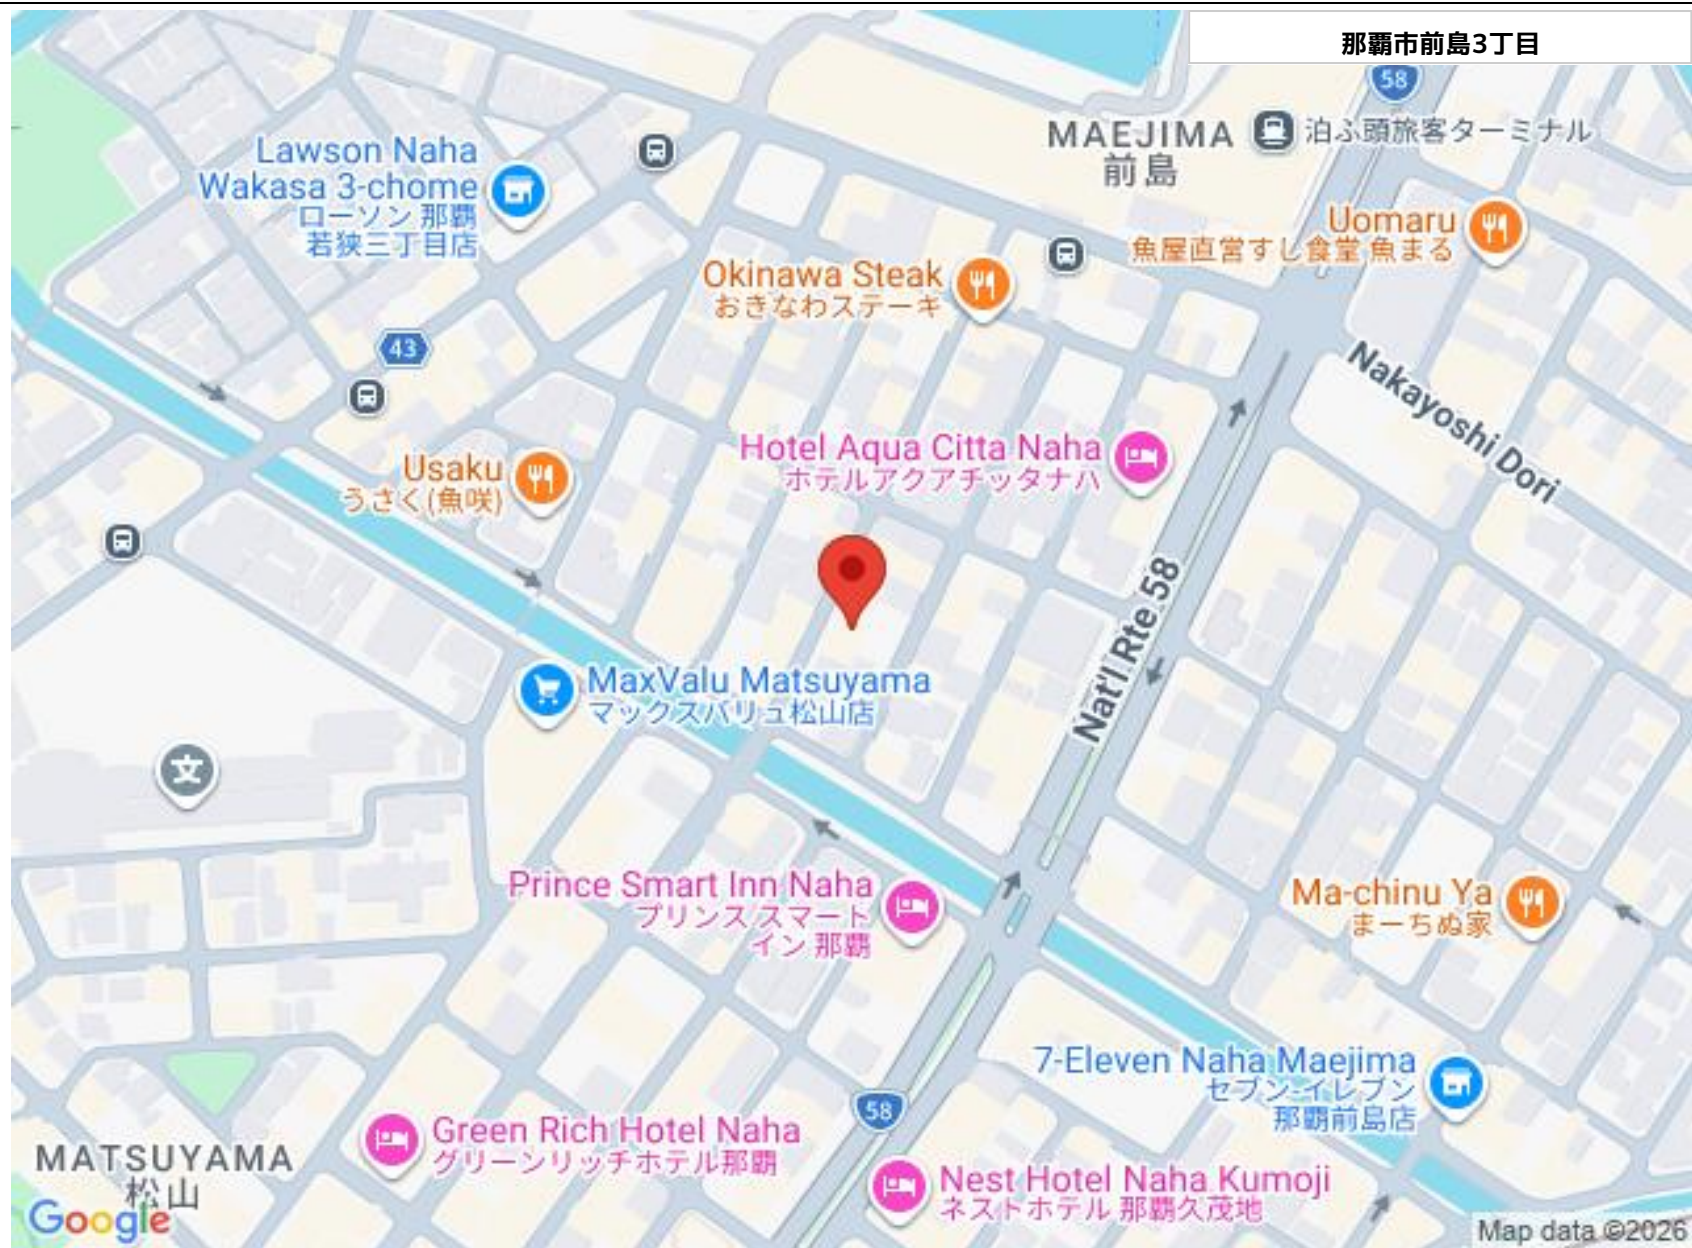 那覇市前島3丁目
58
MAEJIMA
前島
泊ふ頭旅客ターミナル
Lawson Naha
Wakasa 3-chome
ローソン 那覇
若狭三丁目店
Uomaru
魚屋直営すし食堂 魚まる
Okinawa Steak
おきなわステーキ
43
Nakayoshi Dori
Hotel Aqua Citta Naha
ホテルアクアチッタナハ
Usaku
うさく(魚咲)
Nat'l Rte 58
MaxValu Matsuyama
マックスバリュ松山店
文
Prince Smart Inn Naha
プリンス スマート
イン 那覇
Ma-chinu Ya
まーちぬ家
7-Eleven Naha Maejima
セブン-イレブン
那覇前島店
58
Green Rich Hotel Naha
グリーンリッチホテル那覇
MATSUYAMA
松山
Nest Hotel Naha Kumoji
ネストホテル 那覇久茂地
Google
Map data ©2026